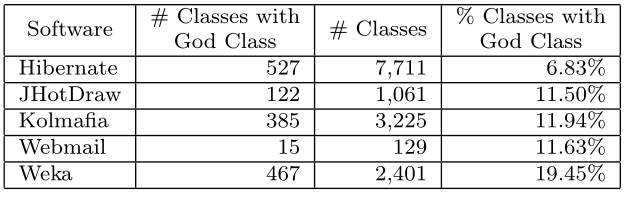 Software # Classes with God Class # Classes % Classes with God Class
Hibernate 527 7,711 6.83%
JHotDraw 122 1,061 11.50%
Kolmafia 385 3,225 11.94%
Webmail 15 129 11.63%
Weka 467 2,401 19.45%